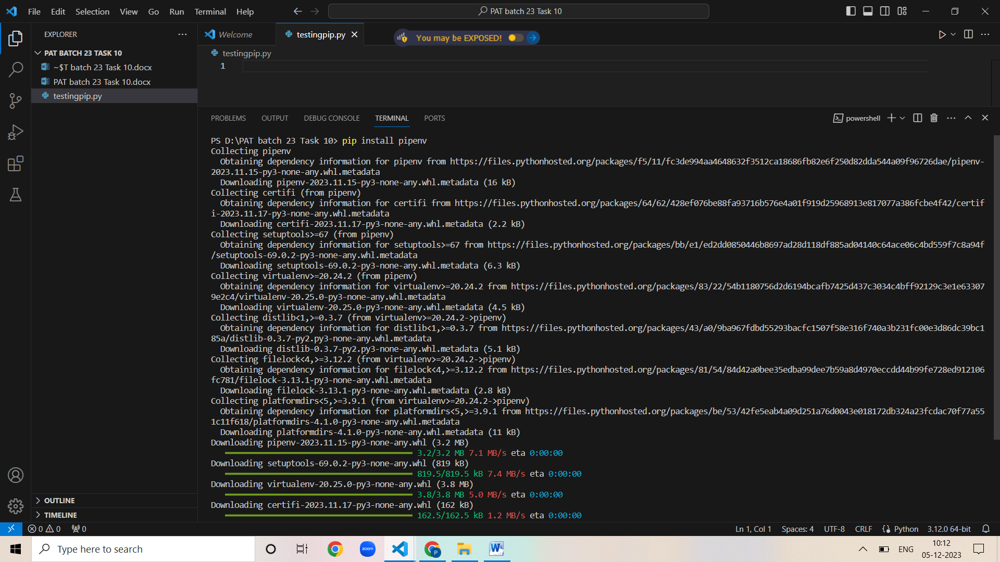 File Edit Selection View Go Run Terminal Help
PAT batch 23 Task 10
EXPLORER
Welcome
testingpip.py
You may be EXPOSED!
PAT BATCH 23 TASK 10
~$T batch 23 Task 10.docx
PAT batch 23 Task 10.docx
testingpip.py
testingpip.py
1
PROBLEMS OUTPUT DEBUG CONSOLE TERMINAL PORTS
powershell
PS D:\PAT batch 23 Task 10> pip install pipenv
Collecting pipenv
Obtaining dependency information for pipenv from https://files.pythonhosted.org/packages/f5/11/fc3de994aa4648632f3512ca18686fb82e6f250d82dda544a09f96726dae/pipenv-
2023.11.15-py3-none-any.whl.metadata
Downloading pipenv-2023.11.15-py3-none-any.whl.metadata (16 kB)
Collecting certifi (from pipenv)
Obtaining dependency information for certifi from https://files.pythonhosted.org/packages/64/62/428ef076be88fa93716b576e4a01f919d25968913e817077a386fcbe4f42/certif
i-2023.11.17-py3-none-any.whl.metadata
Downloading certifi-2023.11.17-py3-none-any.whl.metadata (2.2 kB)
Collecting setuptools>=67 (from pipenv)
Obtaining dependency information for setuptools>=67 from https://files.pythonhosted.org/packages/bb/e1/ed2dd0850446b8697ad28d118df885ad04140c64ace06c4bd559f7c8a94f
/setuptools-69.0.2-py3-none-any.whl.metadata
Downloading setuptools-69.0.2-py3-none-any.whl.metadata (6.3 kB)
Collecting virtualenv>=20.24.2 (from pipenv)
Obtaining dependency information for virtualenv>=20.24.2 from https://files.pythonhosted.org/packages/83/22/54b1180756d2d6194bcafb7425d437c3034c4bff92129c3e1e63307
9e2c4/virtualenv-20.25.0-py3-none-any.whl.metadata
Downloading virtualenv-20.25.0-py3-none-any.whl.metadata (4.5 kB)
Collecting distlib<1,>=0.3.7 (from virtualenv>=20.24.2->pipenv)
Obtaining dependency information for distlib<1,>=0.3.7 from https://files.pythonhosted.org/packages/43/a0/9ba967fdbd55293bacfc1507f58e316f740a3b231fc00e3d86dc39bc1
85a/distlib-0.3.7-py2.py3-none-any.whl.metadata
Downloading distlib-0.3.7-py2.py3-none-any.whl.metadata (5.1 kB)
Collecting filelock<4,>=3.12.2 (from virtualenv>=20.24.2->pipenv)
Obtaining dependency information for filelock<4,>=3.12.2 from https://files.pythonhosted.org/packages/81/54/84d42a0bee35edba99dee7b59a8d4970eccdd44b99fe728ed912106
fc781/filelock-3.13.1-py3-none-any.whl.metadata
Downloading filelock-3.13.1-py3-none-any.whl.metadata (2.8 kB)
Collecting platformdirs<5,>=3.9.1 (from virtualenv>=20.24.2->pipenv)
Obtaining dependency information for platformdirs<5,>=3.9.1 from https://files.pythonhosted.org/packages/be/53/42fe5eab4a09d251a76d0043e018172db324a23fcdac70f77a55
1c11f618/platformdirs-4.1.0-py3-none-any.whl.metadata
Downloading platformdirs-4.1.0-py3-none-any.whl.metadata (11 kB)
Downloading pipenv-2023.11.15-py3-none-any.whl (3.2 MB)
3.2/3.2 MB 7.1 MB/s eta 0:00:00
Downloading setuptools-69.0.2-py3-none-any.whl (819 kB)
819.5/819.5 kB 7.4 MB/s eta 0:00:00
Downloading virtualenv-20.25.0-py3-none-any.whl (3.8 MB)
3.8/3.8 MB 5.0 MB/s eta 0:00:00
Downloading certifi-2023.11.17-py3-none-any.whl (162 kB)
162.5/162.5 kB 1.2 MB/s eta 0:00:00
OUTLINE
TIMELINE
0 0 0
Ln 1, Col 1 Spaces: 4 UTF-8 CRLF Python 3.12.0 64-bit
Type here to search
zoom
P
ENG
10:12
05-12-2023